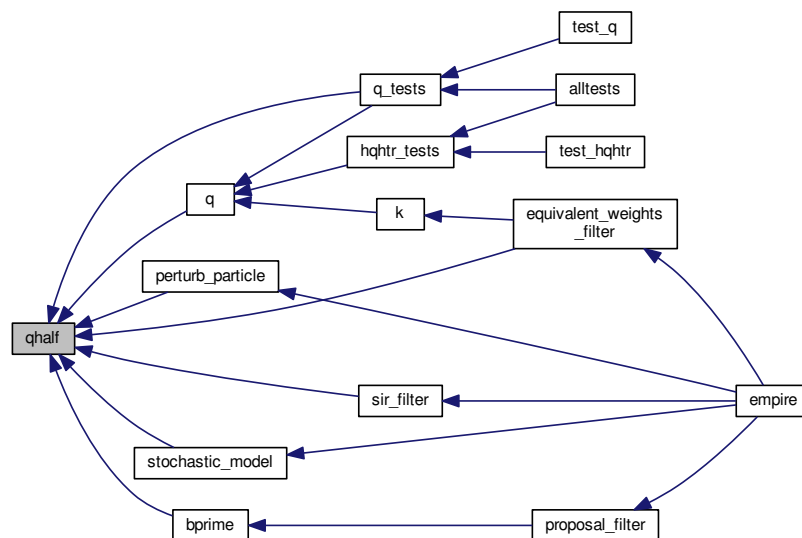 test_q
q_tests
alltests
hqhtr_tests
test_hqhtr
q
k
equivalent_weights
_filter
perturb_particle
qhalf
sir_filter
empire
stochastic_model
bprime
proposal_filter